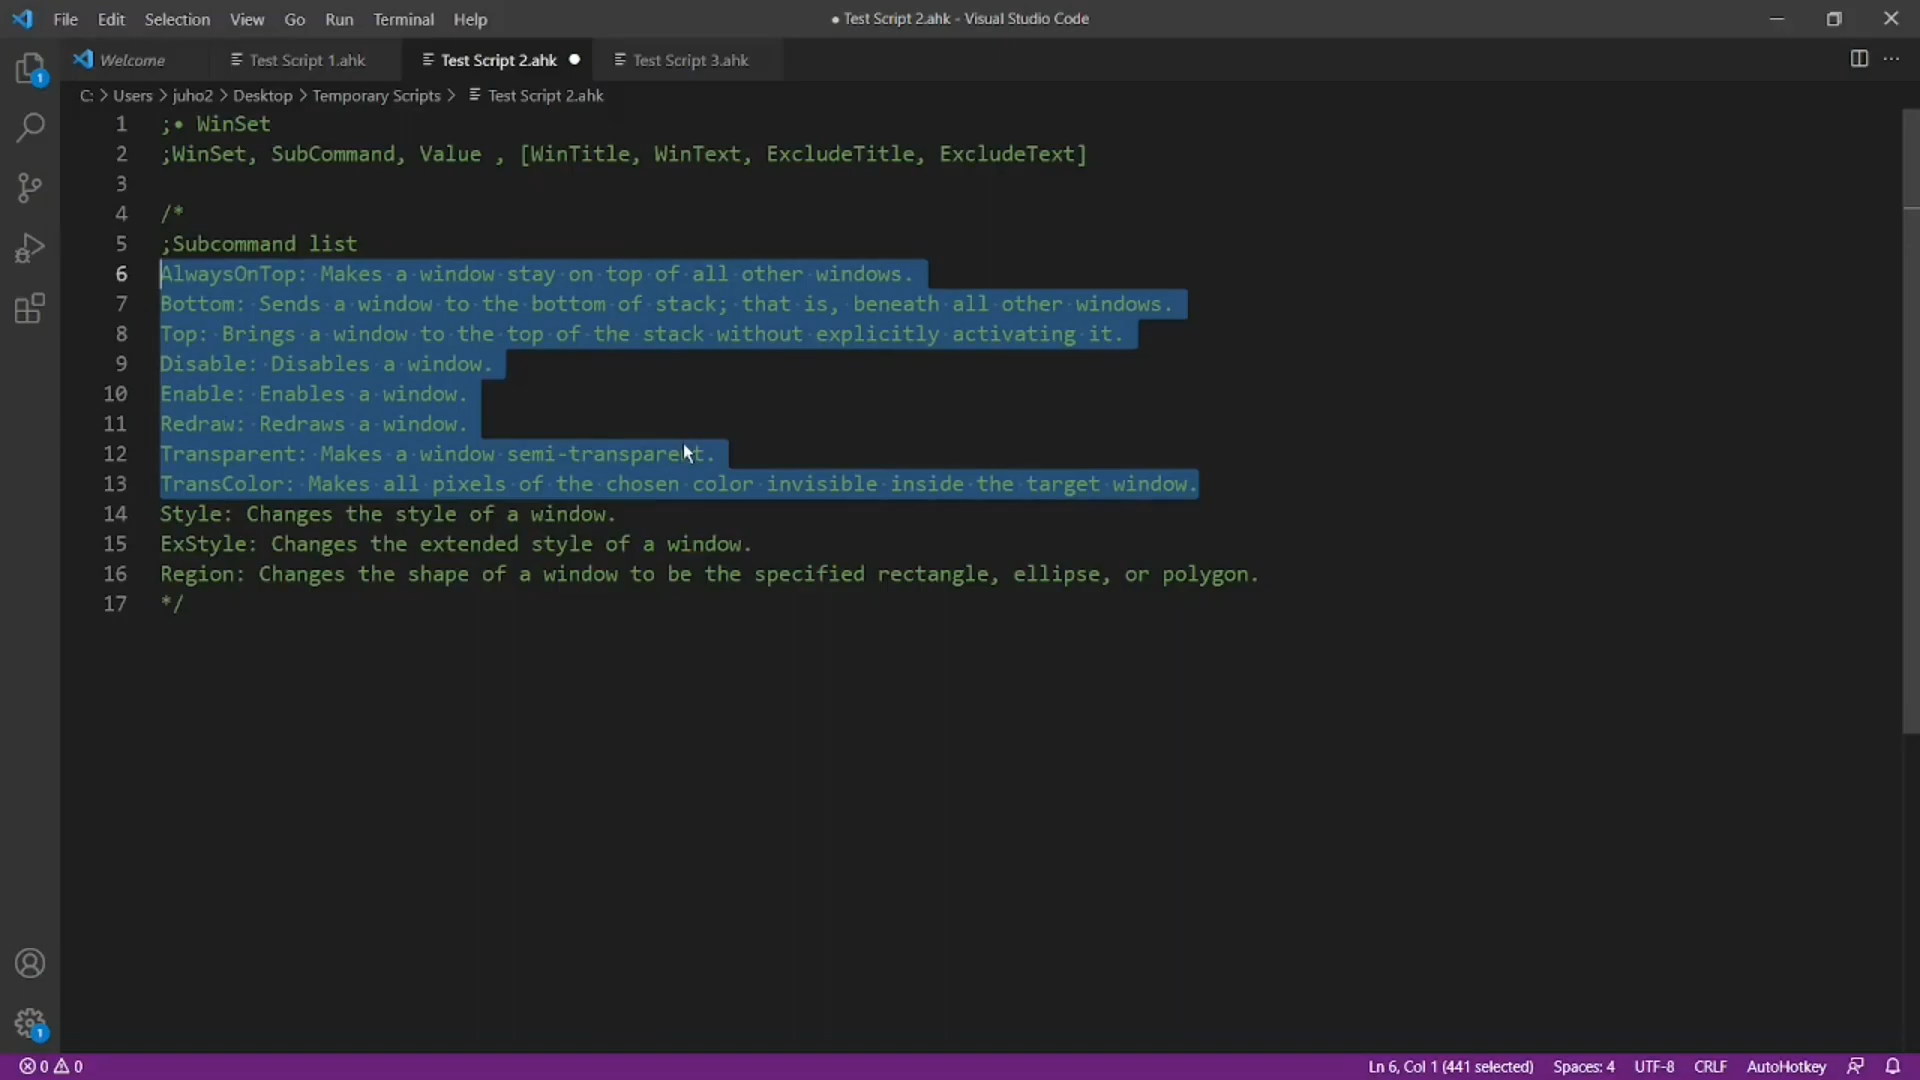 File Edit Selection View Go Run Terminal Help
● Test Script 2.ahk - Visual Studio Code
Welcome
Test Script 1.ahk
Test Script 2.ahk
Test Script 3.ahk
C: > Users > juho2 > Desktop > Temporary Scripts > Test Script 2.ahk
1 ;• WinSet
2 ;WinSet, SubCommand, Value , [WinTitle, WinText, ExcludeTitle, ExcludeText]
3
4 /*
5 ;Subcommand list
6 AlwaysOnTop: Makes a window stay on top of all other windows.
7 Bottom: Sends a window to the bottom of stack; that is, beneath all other windows.
8 Top: Brings a window to the top of the stack without explicitly activating it.
9 Disable: Disables a window.
10 Enable: Enables a window.
11 Redraw: Redraws a window.
12 Transparent: Makes a window semi-transparent.
13 TransColor: Makes all pixels of the chosen color invisible inside the target window.
14 Style: Changes the style of a window.
15 ExStyle: Changes the extended style of a window.
16 Region: Changes the shape of a window to be the specified rectangle, ellipse, or polygon.
17 */
1
1
0 0
Ln 6, Col 1 (441 selected) Spaces: 4 UTF-8 CRLF AutoHotkey